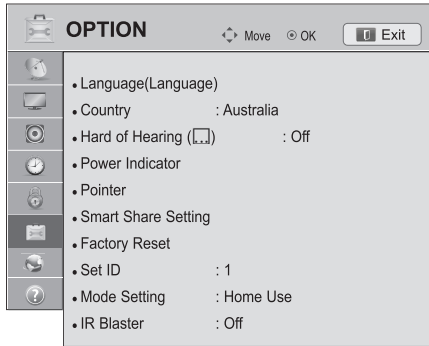 OPTION Move OK Exit
• Language(Language)
• Country : Australia
• Hard of Hearing ( ) : Off
• Power Indicator
• Pointer
• Smart Share Setting
• Factory Reset
• Set ID : 1
• Mode Setting : Home Use
• IR Blaster : Off
?